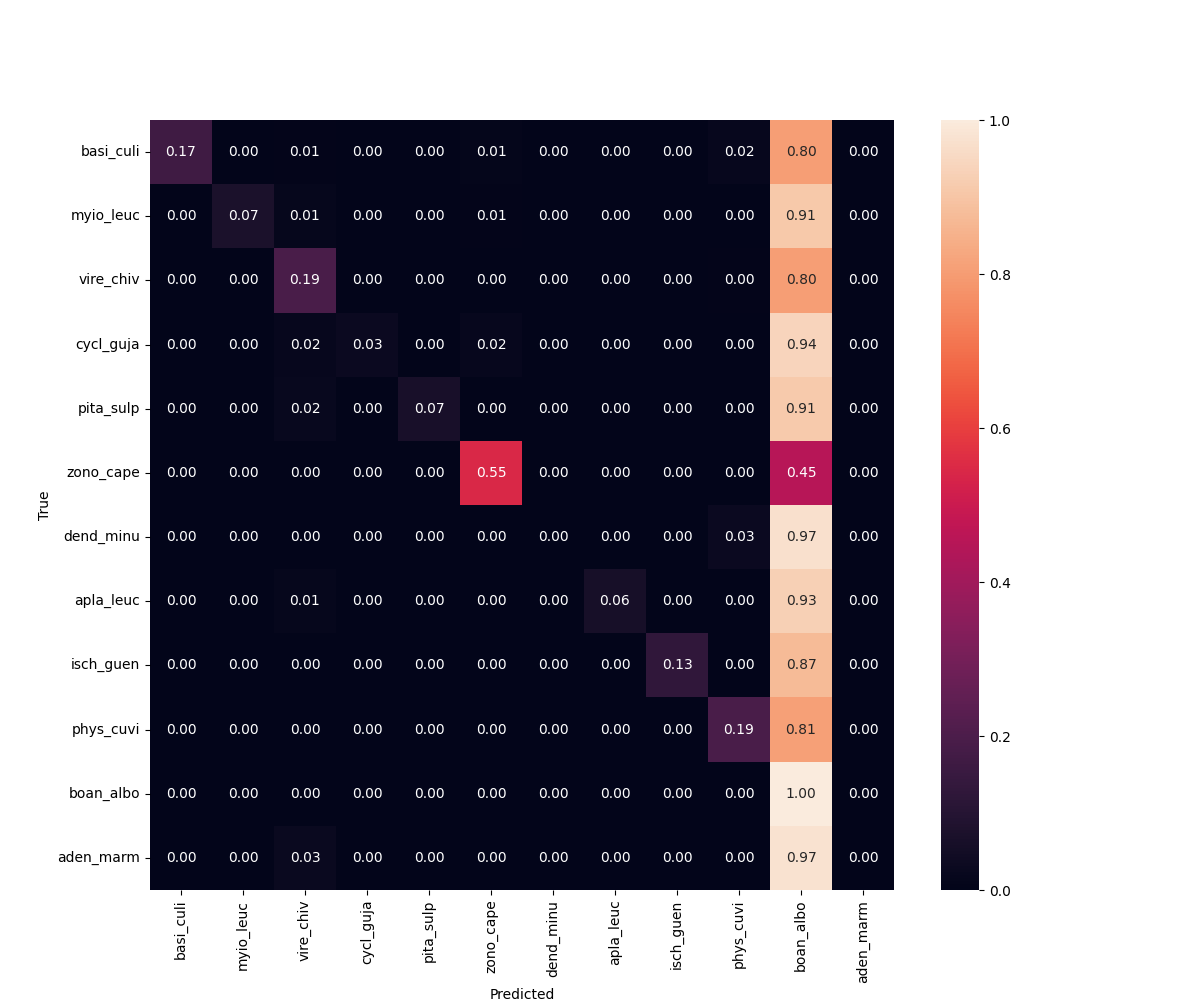 basi_culi 0.17 0.00 0.01 0.00 0.00 0.01 0.00 0.00 0.00 0.02 0.80 0.00
myio_leuc 0.00 0.07 0.01 0.00 0.00 0.01 0.00 0.00 0.00 0.00 0.91 0.00
vire_chiv 0.00 0.00 0.19 0.00 0.00 0.00 0.00 0.00 0.00 0.00 0.80 0.00
cycl_guja 0.00 0.00 0.02 0.03 0.00 0.02 0.00 0.00 0.00 0.00 0.94 0.00
pita_sulp 0.00 0.00 0.02 0.00 0.07 0.00 0.00 0.00 0.00 0.00 0.91 0.00
zono_cape 0.00 0.00 0.00 0.00 0.00 0.55 0.00 0.00 0.00 0.00 0.45 0.00
dend_minu 0.00 0.00 0.00 0.00 0.00 0.00 0.00 0.00 0.00 0.03 0.97 0.00
apla_leuc 0.00 0.00 0.01 0.00 0.00 0.00 0.00 0.06 0.00 0.00 0.93 0.00
isch_guen 0.00 0.00 0.00 0.00 0.00 0.00 0.00 0.00 0.13 0.00 0.87 0.00
phys_cuvi 0.00 0.00 0.00 0.00 0.00 0.00 0.00 0.00 0.00 0.19 0.81 0.00
boan_albo 0.00 0.00 0.00 0.00 0.00 0.00 0.00 0.00 0.00 0.00 1.00 0.00
aden_marm 0.00 0.00 0.03 0.00 0.00 0.00 0.00 0.00 0.00 0.00 0.97 0.00
True
basi_culi myio_leuc vire_chiv cycl_guja pita_sulp zono_cape dend_minu apla_leuc isch_guen phys_cuvi boan_albo aden_marm
Predicted
1.0
0.8
0.6
0.4
0.2
0.0